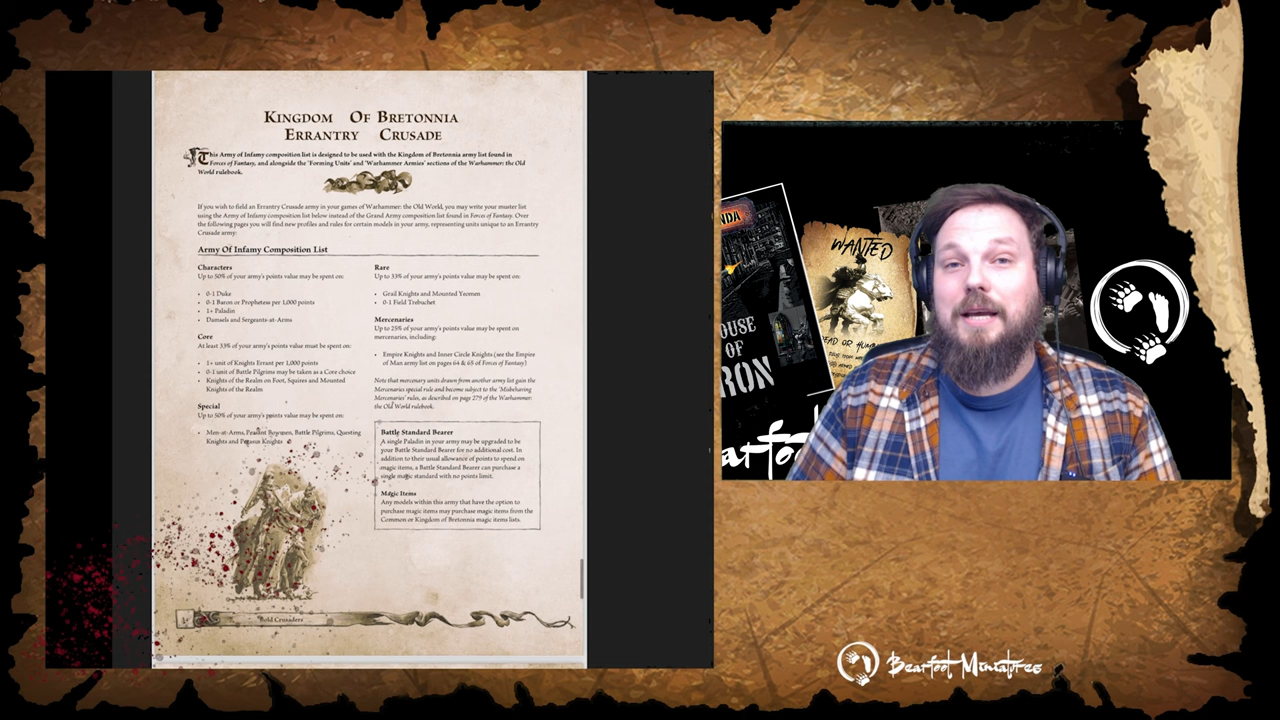 Kingdom Of Bretonnia
Errantry Crusade
This Army of Infamy composition list is designed to be used with the Kingdom of Bretonnia army list found in
Forces of Fantasy, and alongside the 'Forming Units' and 'Warhammer Armies' sections of the Warhammer: the Old
World rulebook.
If you wish to field an Errantry Crusade army in your games of Warhammer: the Old World, you may write your muster list
using the Army of Infamy composition list below instead of the Grand Army composition list found in Forces of Fantasy. Over
the following pages you will find new profiles and rules for certain models in your army, representing units unique to an Errantry
Crusade army:
Army Of Infamy Composition List
Characters
Up to 50% of your army's points value may be spent on:
• 0-1 Duke
• 0-1 Baron or Prophetess per 1,000 points
• 1+ Paladin
• Damsels and Sergeants-at-Arms
Core
At least 33% of your army's points value must be spent on:
• 1+ unit of Knights Errant per 1,000 points
• 0-1 unit of Battle Pilgrims may be taken as a Core choice
• Knights of the Realm on Foot, Squires and Mounted
Knights of the Realm
Special
Up to 50% of your army's points value may be spent on:
• Men-at-Arms, Peasant Bowmen, Battle Pilgrims, Questing
Knights and Pegasus Knights
Rare
Up to 33% of your army's points value may be spent on:
• Grail Knights and Mounted Yeomen
• 0-1 Field Trebuchet
Mercenaries
Up to 25% of your army's points value may be spent on
mercenaries, including:
• Empire Knights and Inner Circle Knights (see the Empire
of Man army list on pages 64 & 65 of Forces of Fantasy)
Note that mercenary units drawn from another army list gain the
Mercenaries special rule and become subject to the 'Misbehaving
Mercenaries' rules, as described on page 279 of the Warhammer:
the Old World rulebook.
Battle Standard Bearer
A single Paladin in your army may be upgraded to be
your Battle Standard Bearer for no additional cost. In
addition to their usual allowance of points to spend on
magic items, a Battle Standard Bearer can purchase a
single magic standard with no points limit.
Magic Items
Any models within this army that have the option to
purchase magic items may purchase magic items from the
Common or Kingdom of Bretonnia magic items lists.
Bold Crusaders
NDA
OUSE
OF
RON
WANTED
Bearfoot Miniatures